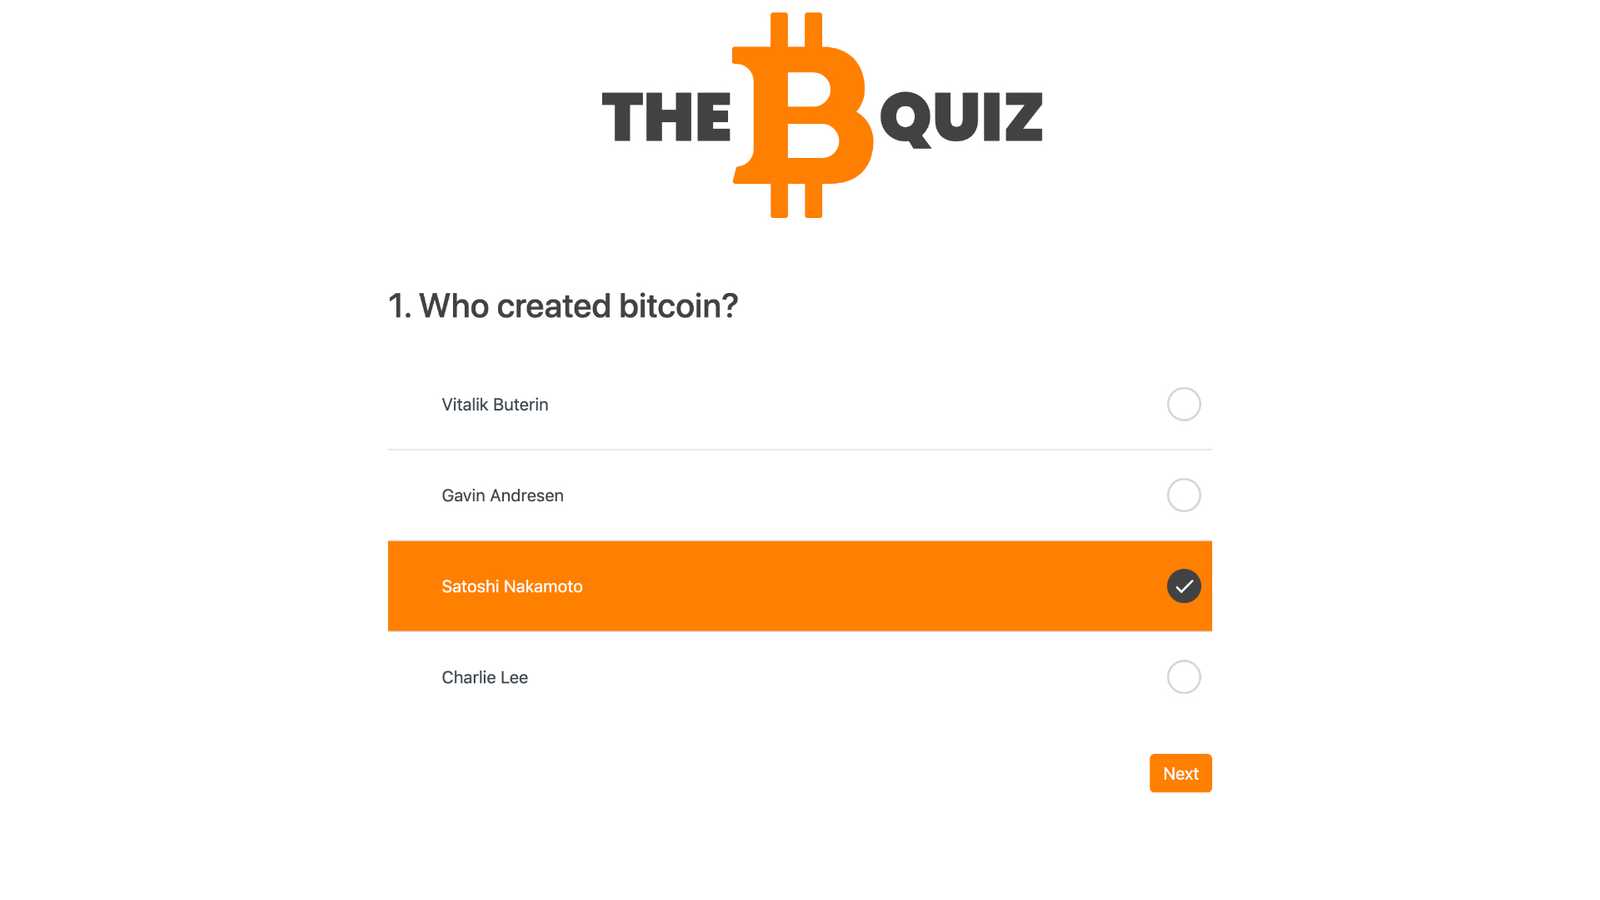 THE ₿ QUIZ
1. Who created bitcoin?
Vitalik Buterin
Gavin Andresen
Satoshi Nakamoto
Charlie Lee
Next